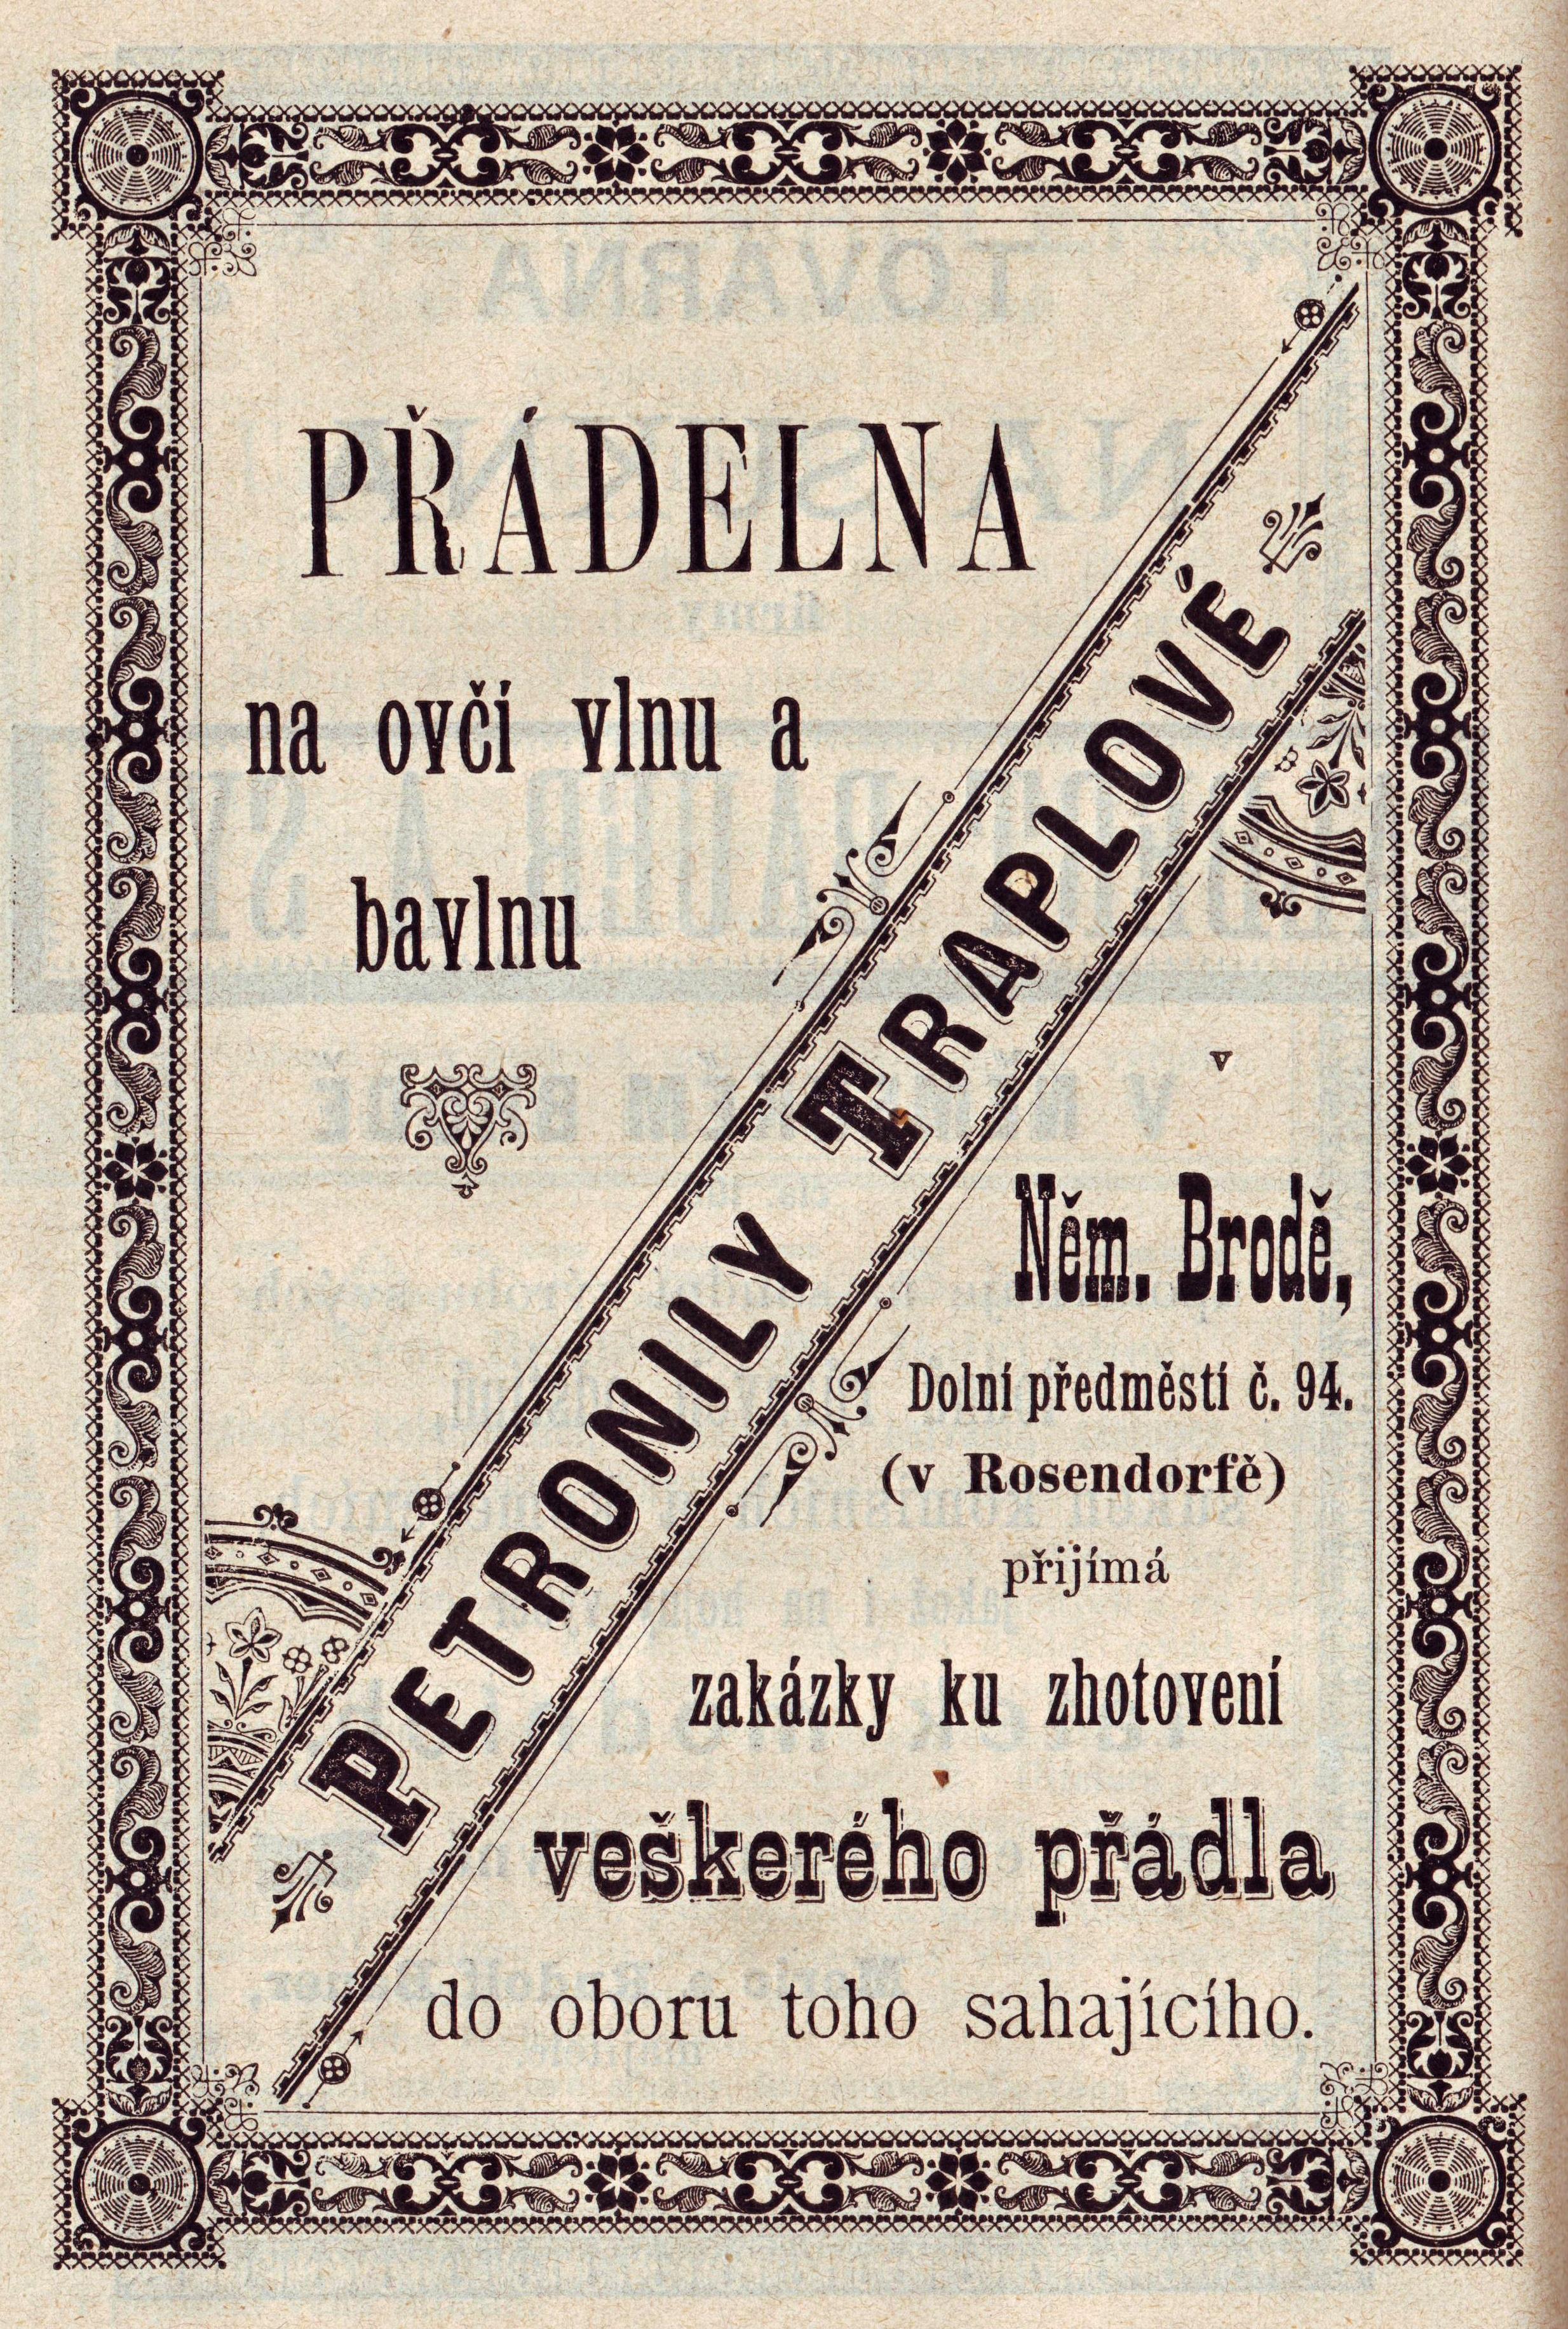 PŘÁDELNA
na ovčí vlnu a
bavlnu
PETRONILY TRAPLOVÉ
v
Něm. Brodě,
Dolní předměstí č. 94.
(v Rosendorfě)
přijímá
zakázky ku zhotovení
veškerého přádla
do oboru toho sahajícího.